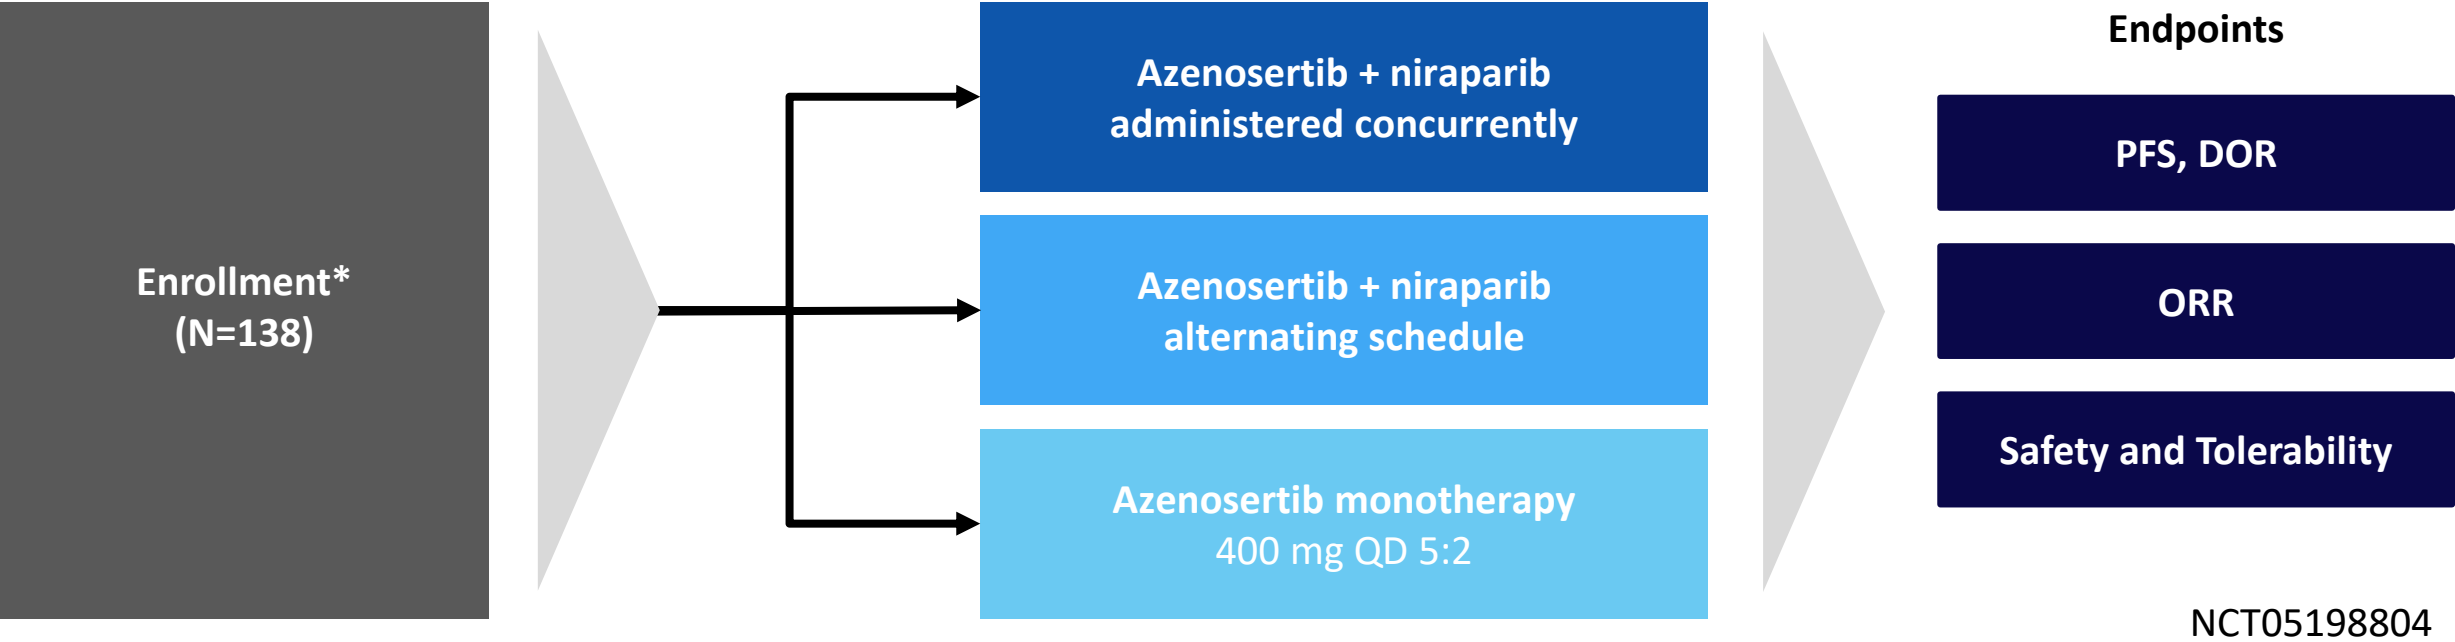 Enrollment*
(N=138)
Azenosertib + niraparib
administered concurrently
Azenosertib + niraparib
alternating schedule
Azenosertib monotherapy
400 mg QD 5:2
Endpoints
PFS, DOR
ORR
Safety and Tolerability
NCT05198804